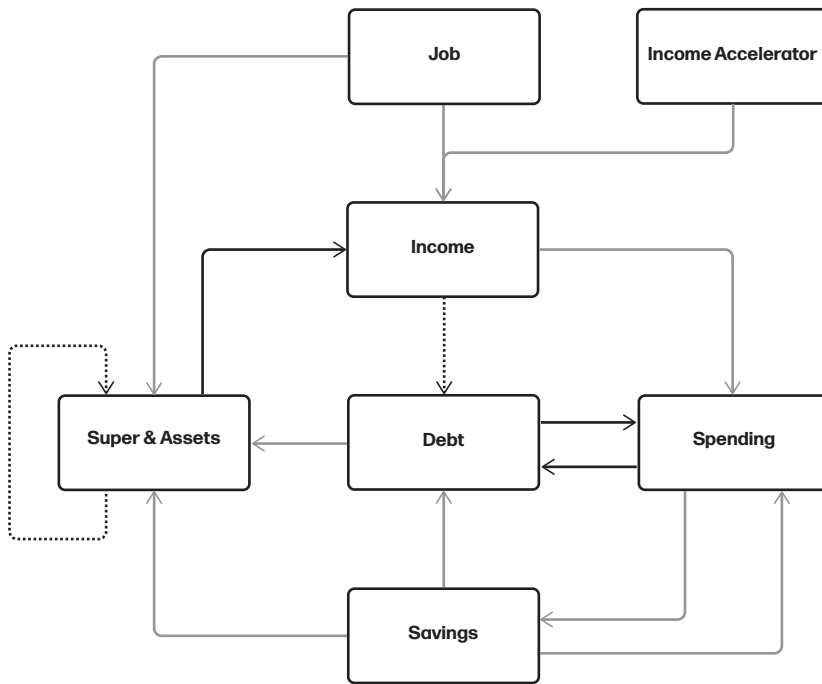 Job
Income Accelerator
Income
Super & Assets
Debt
Spending
Savings